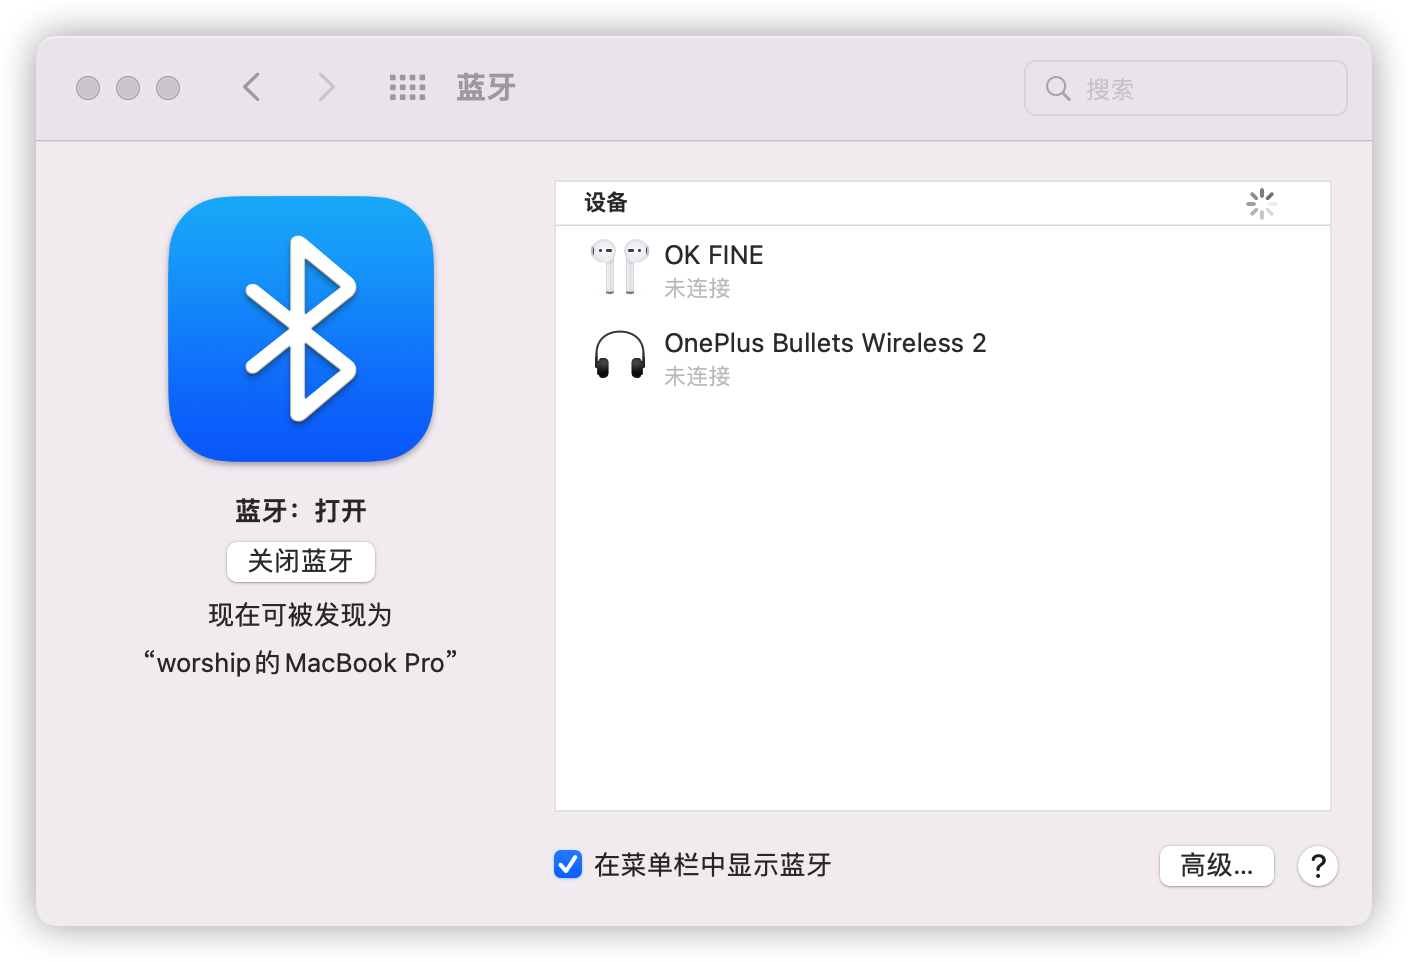 蓝牙
搜索
设备
OK FINE
未连接
OnePlus Bullets Wireless 2
未连接
蓝牙：打开
关闭蓝牙
现在可被发现为
“worship的MacBook Pro”
在菜单栏中显示蓝牙
高级...
?